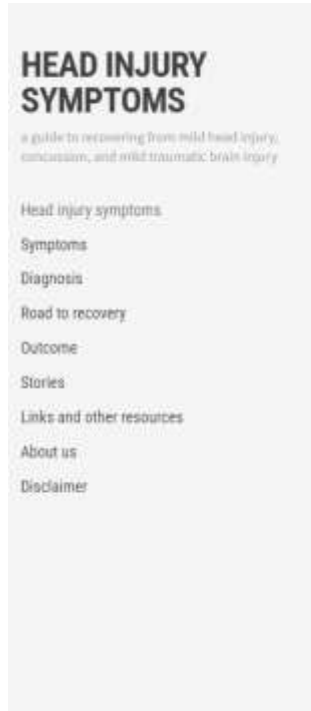 HEAD INJURY
SYMPTOMS
a guide to recovering from mild head injury,
concussion, and mild traumatic brain injury
Head injury symptoms
Symptoms
Diagnosis
Road to recovery
Outcome
Stories
Links and other resources
About us
Disclaimer